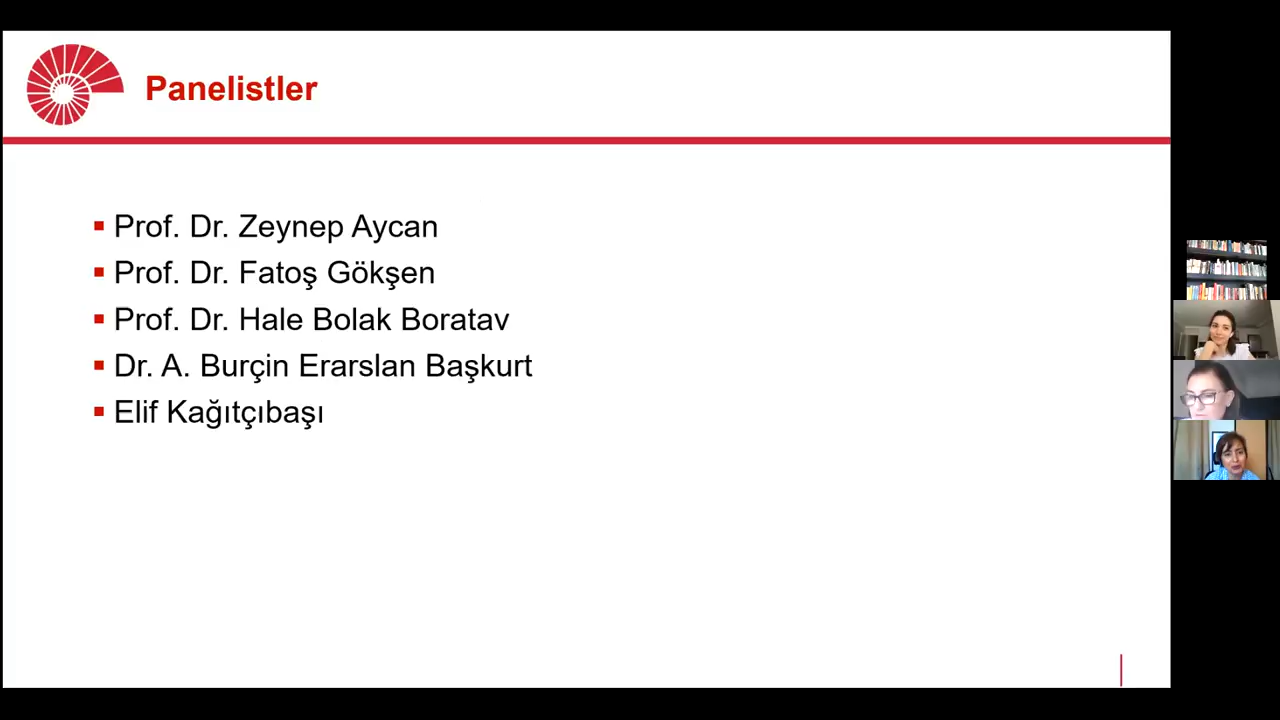 Panelistler
Prof. Dr. Zeynep Aycan
Prof. Dr. Fatoş Gökşen
Prof. Dr. Hale Bolak Boratav
Dr. A. Burçin Erarslan Başkurt
Elif Kağıtçıbaşı